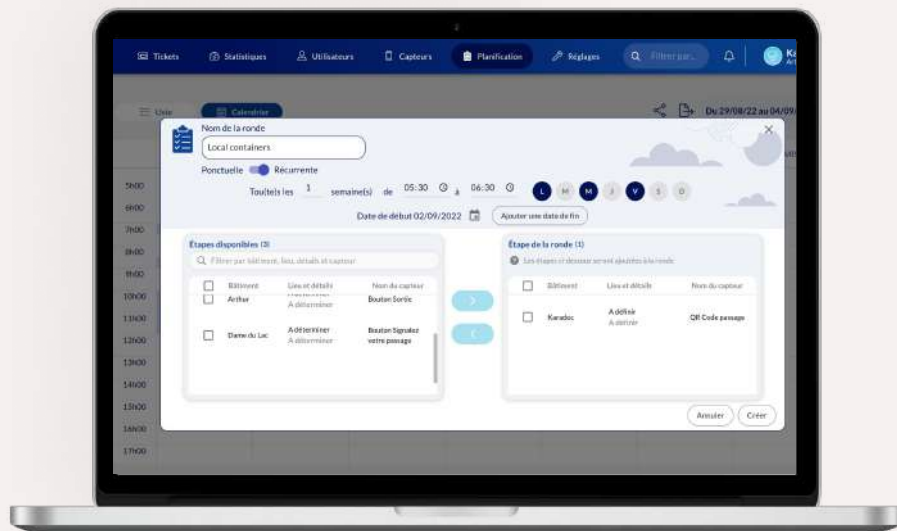 Tickets Statistiques Utilisateurs Capteurs Planification Réglages Filtrer par... Ka
Liste Calendrier Du 29/08/22 au 04/09/
Nom de la ronde
Local containers
Ponctuelle Récurrente
Tou(te)s les 1 semaine(s) de 05:30 à 06:30 L M M J V S D
Date de début 02/09/2022 Ajouter une date de fin
Étapes disponibles (3) Étape de la ronde (1)
Filtrer par bâtiment, lieu, détails et capteur Les étapes ci-dessous seront ajoutées à la ronde
Bâtiment Lieu et détails Nom du capteur Bâtiment Lieu et détails Nom du capteur
Arthur A déterminer Bouton Sortie
Karadoc A définir QR Code passage
A définir
Dame du Lac A déterminer Bouton Signalez
A déterminer votre passage
Annuler Créer
5h00
6h00
7h00
8h00
9h00
10h00
11h00
12h00
13h00
14h00
15h00
16h00
17h00